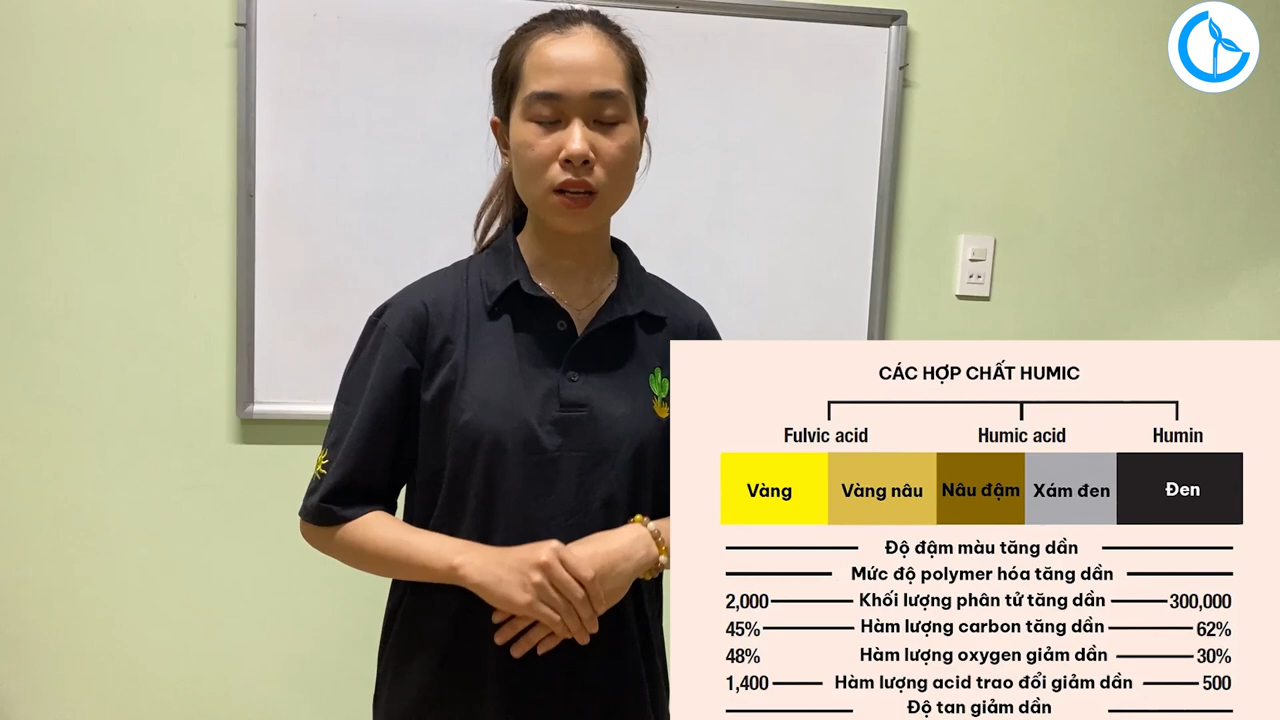 CÁC HỢP CHẤT HUMIC
Fulvic acid Humic acid Humin
Vàng Vàng nâu Nâu đậm Xám đen Đen
Độ đậm màu tăng dần
Mức độ polymer hóa tăng dần
2,000 Khối lượng phân tử tăng dần 300,000
45% Hàm lượng carbon tăng dần 62%
48% Hàm lượng oxygen giảm dần 30%
1,400 Hàm lượng acid trao đổi giảm dần 500
Độ tan giảm dần